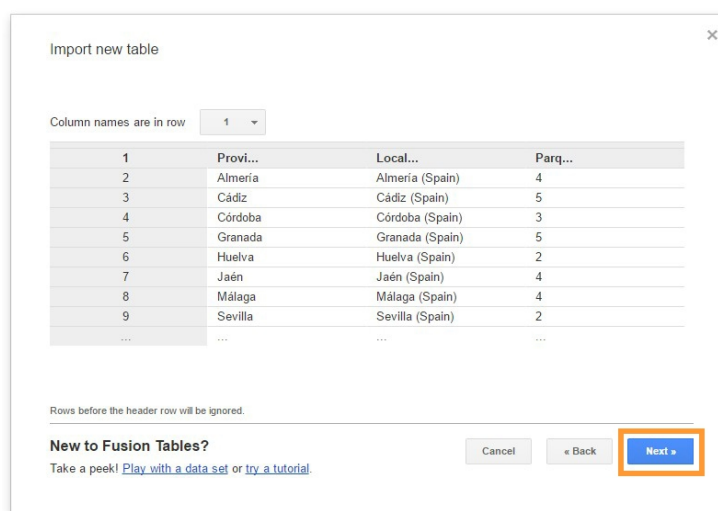 Import new table
×
Column names are in row 1
1 Provi... Local... Parq...
2 Almería Almería (Spain) 4
3 Cádiz Cádiz (Spain) 5
4 Córdoba Córdoba (Spain) 3
5 Granada Granada (Spain) 5
6 Huelva Huelva (Spain) 2
7 Jaén Jaén (Spain) 4
8 Málaga Málaga (Spain) 4
9 Sevilla Sevilla (Spain) 2
... ... ... ...
Rows before the header row will be ignored.
New to Fusion Tables?
Take a peek! Play with a data set or try a tutorial.
Cancel « Back Next »